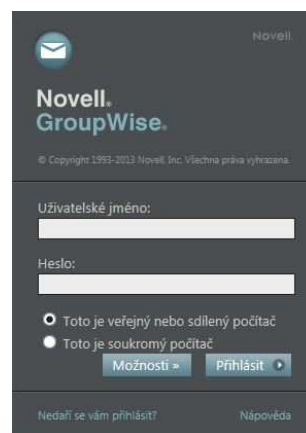 Novell
Novell®
GroupWise®
© Copyright 1993-2013 Novell, Inc. Všechna práva vyhrazena.
Uživatelské jméno:
Heslo:
Toto je veřejný nebo sdílený počítač
Toto je soukromý počítač
Možnosti »
Přihlásit
Nedaří se vám přihlásit?
Nápověda